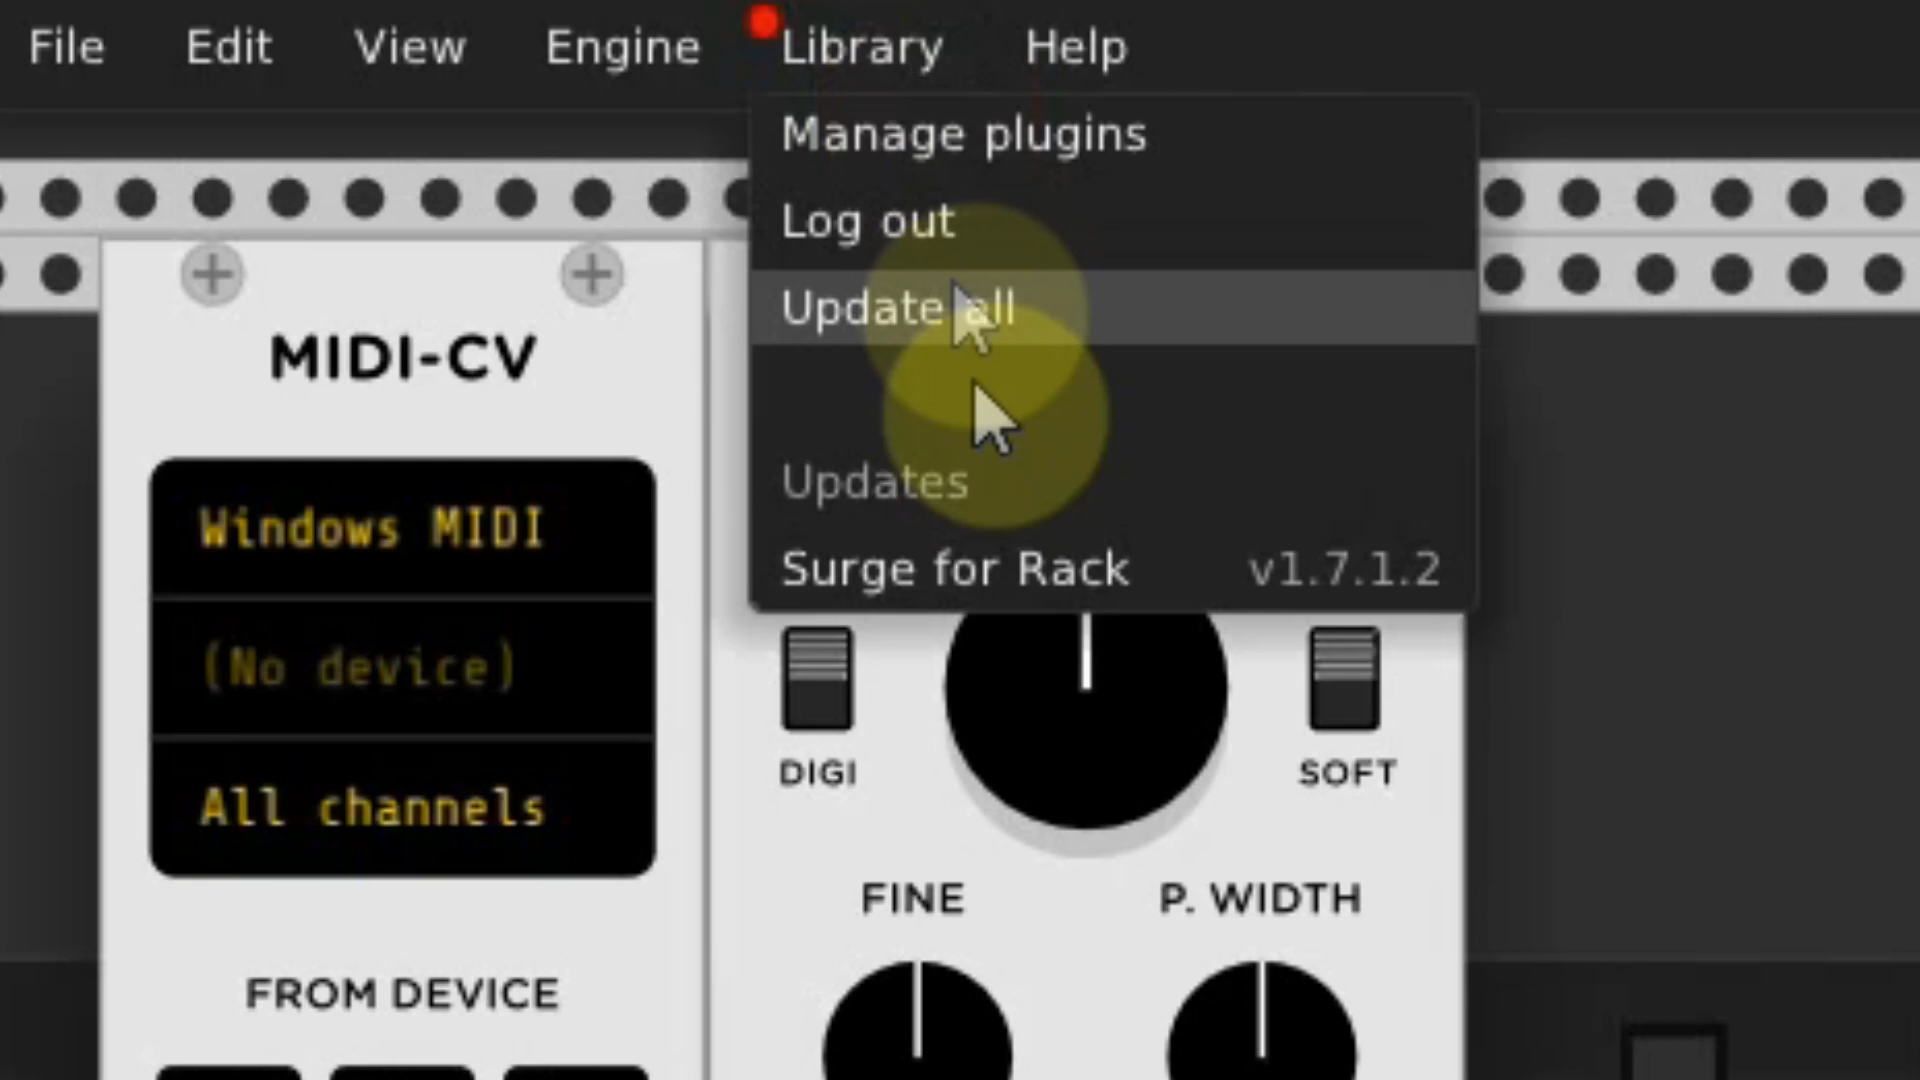 File Edit View Engine Library Help
Manage plugins
Log out
Update all
Updates
Surge for Rack v1.7.1.2
MIDI-CV
Windows MIDI
(No device)
All channels
FROM DEVICE
DIGI
SOFT
FINE
P. WIDTH